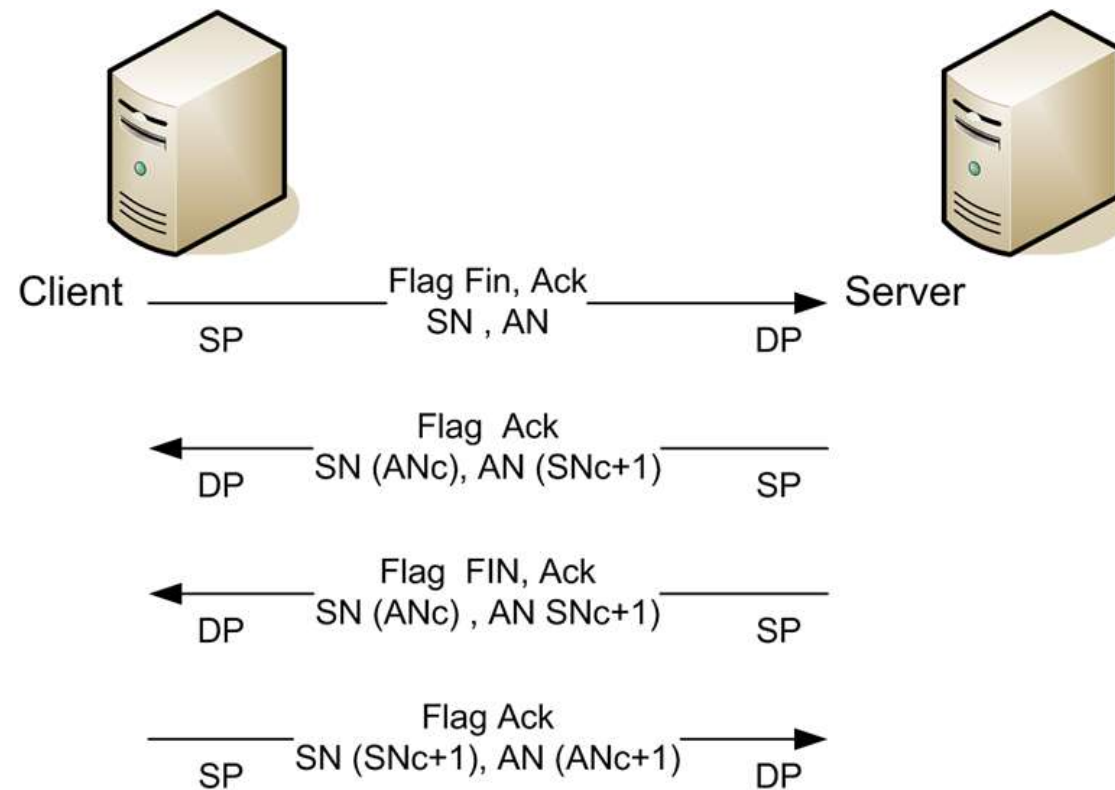 Client
Flag Fin, Ack
Server
SP
SN , AN
DP
Flag Ack
SN (ANc), AN (SNc+1)
DP
SP
Flag FIN, Ack
SN (ANc) , AN SNc+1)
DP
SP
Flag Ack
SN (SNc+1), AN (ANc+1)
SP
DP